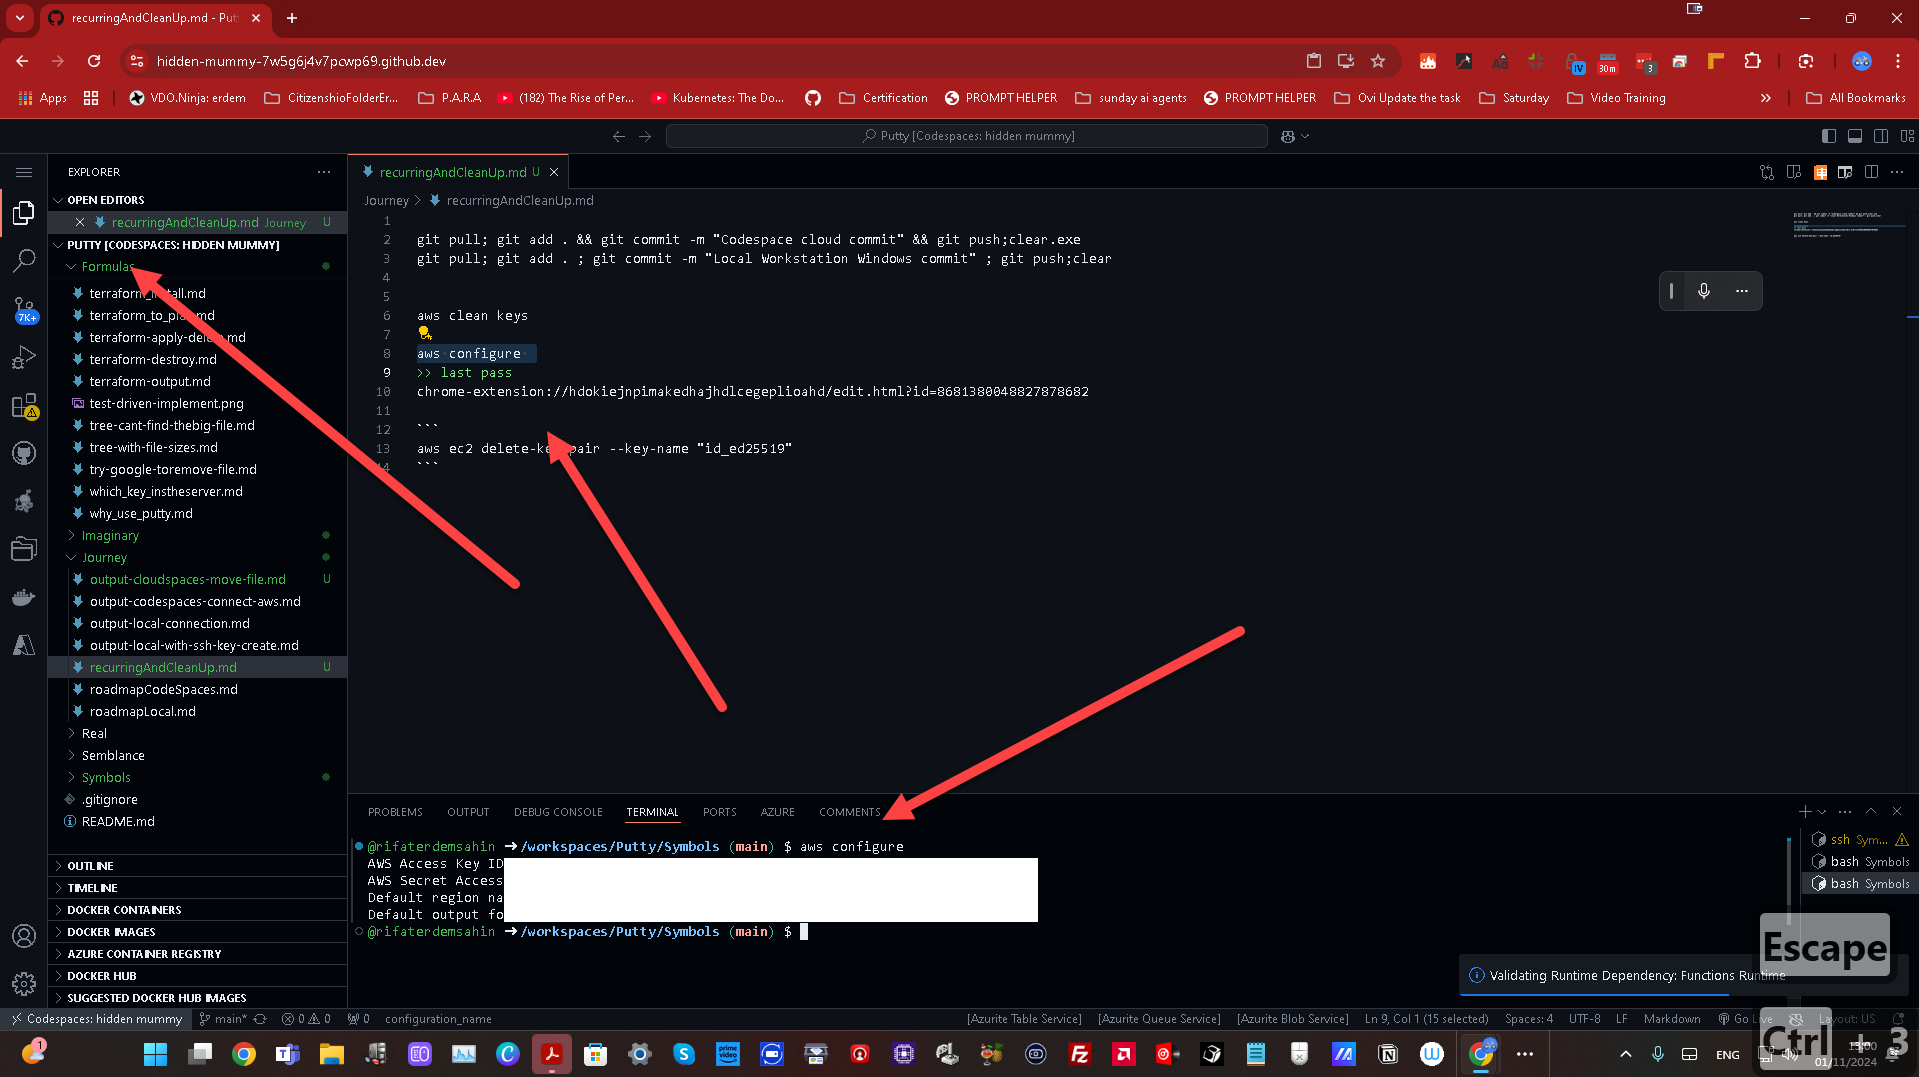 recurringAndCleanUp.md - Put
hidden-mummy-7w5g6j4v7pcwp69.github.dev
IV
30m
3
Apps
VDO.Ninja: erdem
CitizenshioFolderEr...
P.A.R.A
(182) The Rise of Per...
Kubernetes: The Do...
Certification
PROMPT HELPER
sunday ai agents
PROMPT HELPER
Ovi Update the task
Saturday
Video Training
All Bookmarks
Putty [Codespaces: hidden mummy]
EXPLORER
OPEN EDITORS
recurringAndCleanUp.md Journey U
PUTTY [CODESPACES: HIDDEN MUMMY]
Formulas
terraform_install.md
terraform_to_plan.md
terraform-apply-delete.md
terraform-destroy.md
terraform-output.md
test-driven-implement.png
tree-cant-find-thebig-file.md
tree-with-file-sizes.md
try-google-toremove-file.md
which_key_instheserver.md
why_use_putty.md
Imaginary
Journey
output-cloudspaces-move-file.md U
output-codespaces-connect-aws.md
output-local-connection.md
output-local-with-ssh-key-create.md
recurringAndCleanUp.md U
roadmapCodeSpaces.md
roadmapLocal.md
Real
Semblance
Symbols
.gitignore
README.md
OUTLINE
TIMELINE
DOCKER CONTAINERS
DOCKER IMAGES
AZURE CONTAINER REGISTRY
DOCKER HUB
SUGGESTED DOCKER HUB IMAGES
7K+
recurringAndCleanUp.md U
Journey > recurringAndCleanUp.md
1
2 git pull; git add . && git commit -m "Codespace cloud commit" && git push;clear.exe
3 git pull; git add . ; git commit -m "Local Workstation Windows commit" ; git push;clear
4
5
6 aws clean keys
7
8 aws configure
9 >> last pass
10 chrome-extension://hdokiejnpimakedhajhdlcegeplioahd/edit.html?id=8681380048827878682
11
12 ```
13 aws ec2 delete-key-pair --key-name "id_ed25519"
14 ```
PROBLEMS OUTPUT DEBUG CONSOLE TERMINAL PORTS AZURE COMMENTS
@rifaterdemsahin ➜/workspaces/Putty/Symbols (main) $ aws configure
AWS Access Key ID
AWS Secret Access
Default region na
Default output fo
@rifaterdemsahin ➜/workspaces/Putty/Symbols (main) $
ssh Sym...
bash Symbols
bash Symbols
Escape
Validating Runtime Dependency: Functions Runtime
Ctrl + 3
Codespaces: hidden mummy
main*
0 0
0
configuration_name
[Azurite Table Service]
[Azurite Queue Service]
[Azurite Blob Service]
Ln 9, Col 1 (15 selected)
Spaces: 4
UTF-8
LF
Markdown
Go Live
Layout: US
1
ENG
13:00
01/11/2024